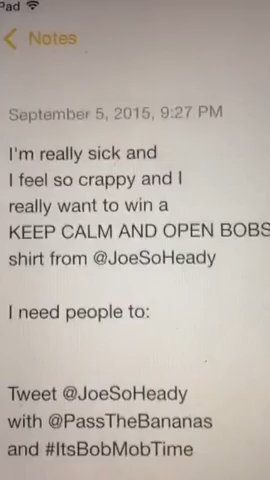 Pad
Notes
September 5, 2015, 9:27 PM
I'm really sick and
I feel so crappy and I
really want to win a
KEEP CALM AND OPEN BOBS
shirt from @JoeSoHeady
I need people to:
Tweet @JoeSoHeady
with @PassTheBananas
and #ItsBobMobTime